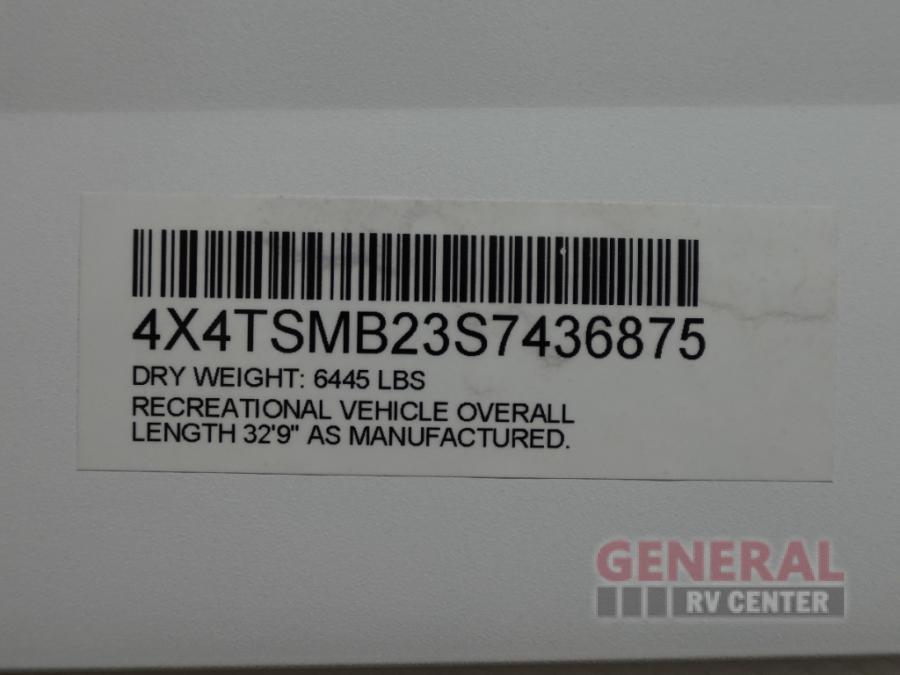 4X4TSMB23S7436875
DRY WEIGHT: 6445 LBS
RECREATIONAL VEHICLE OVERALL
LENGTH 32'9" AS MANUFACTURED.
GENERAL
RV CENTER